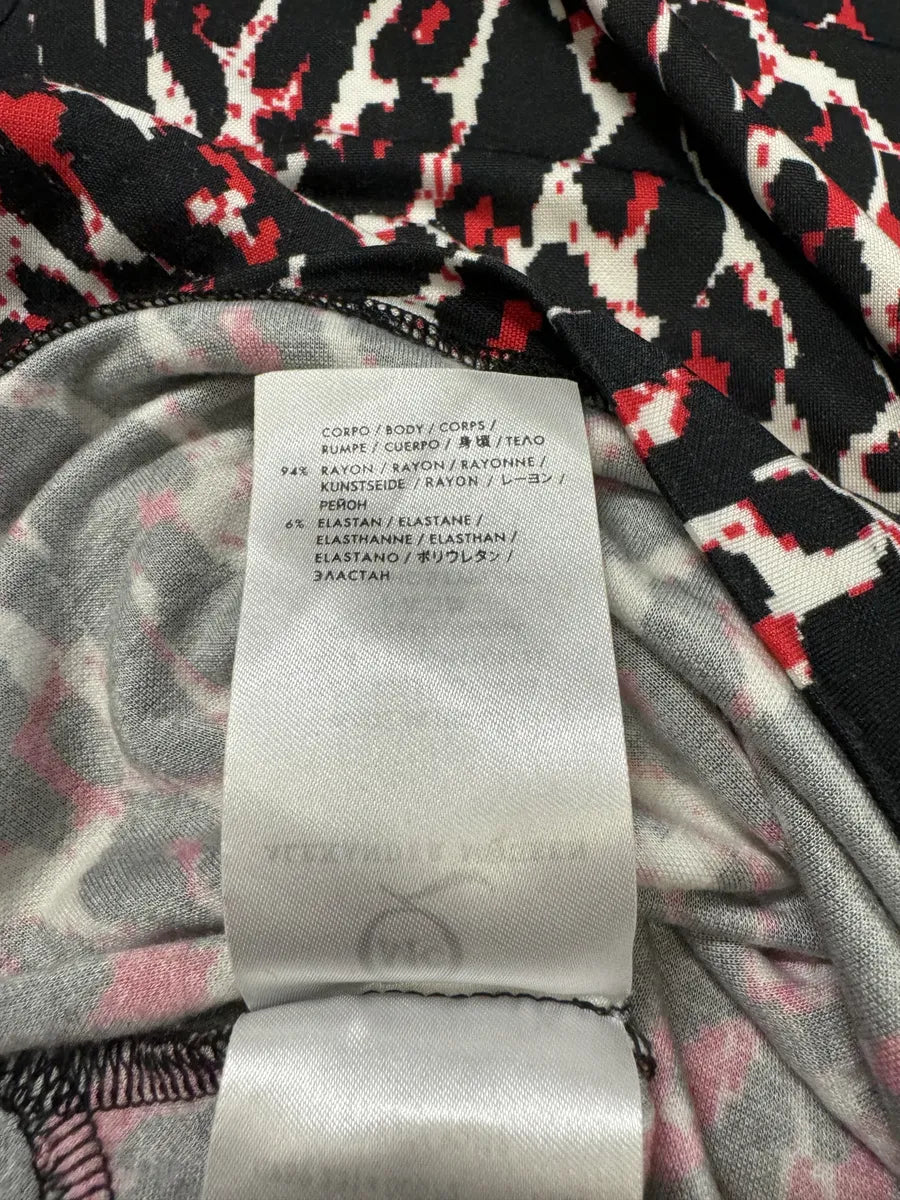 CORPO / BODY / CORPS /
RUMPE / CUERPO / 身頃 / ТЕЛО
94% RAYON / RAYON / RAYONNE /
KUNSTSEIDE / RAYON / レーヨン /
РЕЙОН
6% ELASTAN / ELASTANE /
ELASTHANNE / ELASTHAN /
ELASTANO / ポリウレタン /
ЭЛАСТАН